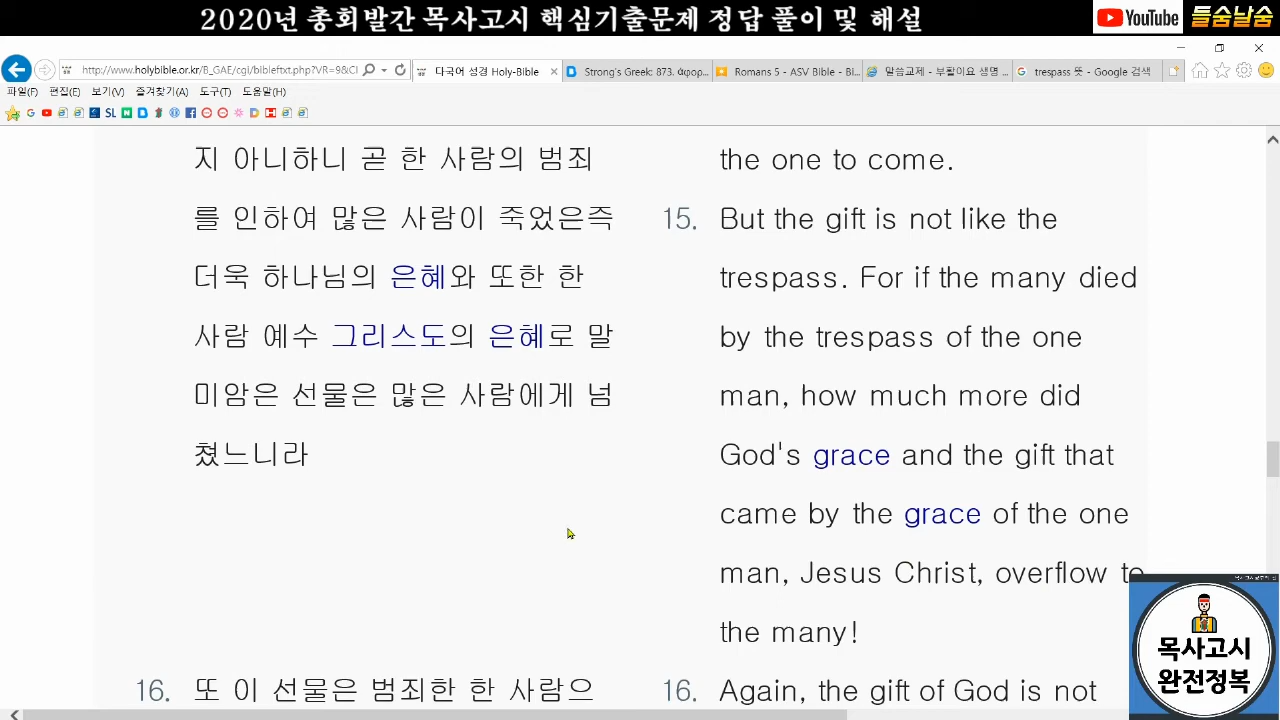 2020년 총회발간 목사고시 핵심기출문제 정답 풀이 및 해설
YouTube
들숨날숨
http://www.holybible.or.kr/B_GAE/cgi/bibleftxt.php?VR=9&CI
다국어 성경 Holy-Bible
Strong's Greek: 873. ἀφορ...
Romans 5 - ASV Bible - Bl...
말씀교제 - 부활이요 생명 ...
trespass 뜻 - Google 검색
파일(F) 편집(E) 보기(V) 즐겨찾기(A) 도구(T) 도움말(H)
지 아니하니 곧 한 사람의 범죄
를 인하여 많은 사람이 죽었은즉
더욱 하나님의 은혜와 또한 한
사람 예수 그리스도의 은혜로 말
미암은 선물은 많은 사람에게 넘
쳤느니라
16. 또 이 선물은 범죄한 한 사람으
the one to come.
15. But the gift is not like the
trespass. For if the many died
by the trespass of the one
man, how much more did
God's grace and the gift that
came by the grace of the one
man, Jesus Christ, overflow to
the many!
16. Again, the gift of God is not
목사고시
완전정복